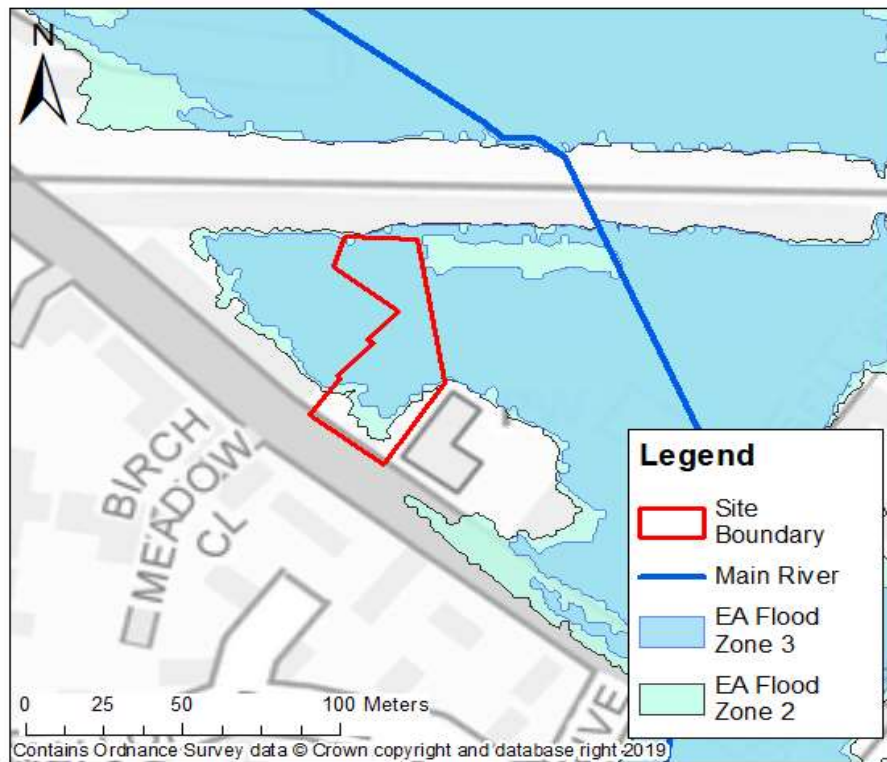 N
BIRCH
MEADOW
CL
Legend
Site
Boundary
Main River
EA Flood
Zone 3
EA Flood
Zone 2
0 25 50 100 Meters
Contains Ordnance Survey data © Crown copyright and database right 2019